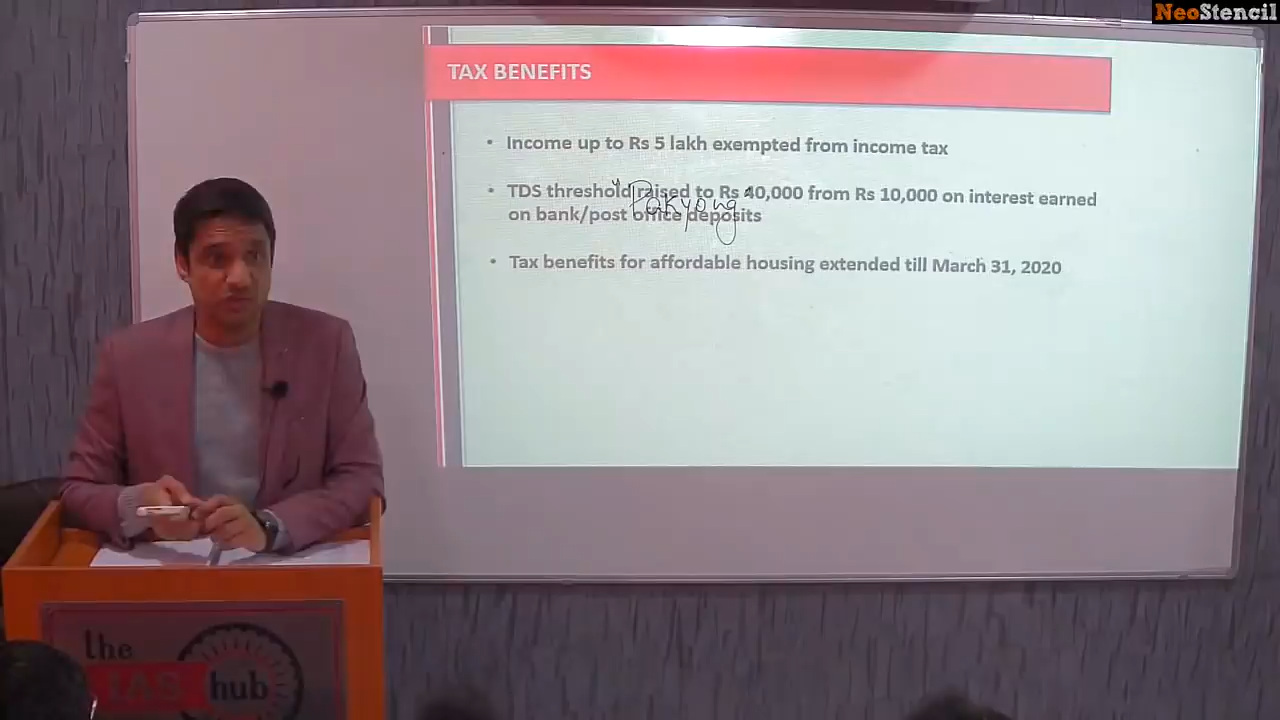 NeoStencil
TAX BENEFITS
• Income up to Rs 5 lakh exempted from income tax
• TDS threshold raised to Rs 40,000 from Rs 10,000 on interest earned
on bank/post office deposits
Pakyong
• Tax benefits for affordable housing extended till March 31, 2020
the
IAS hub